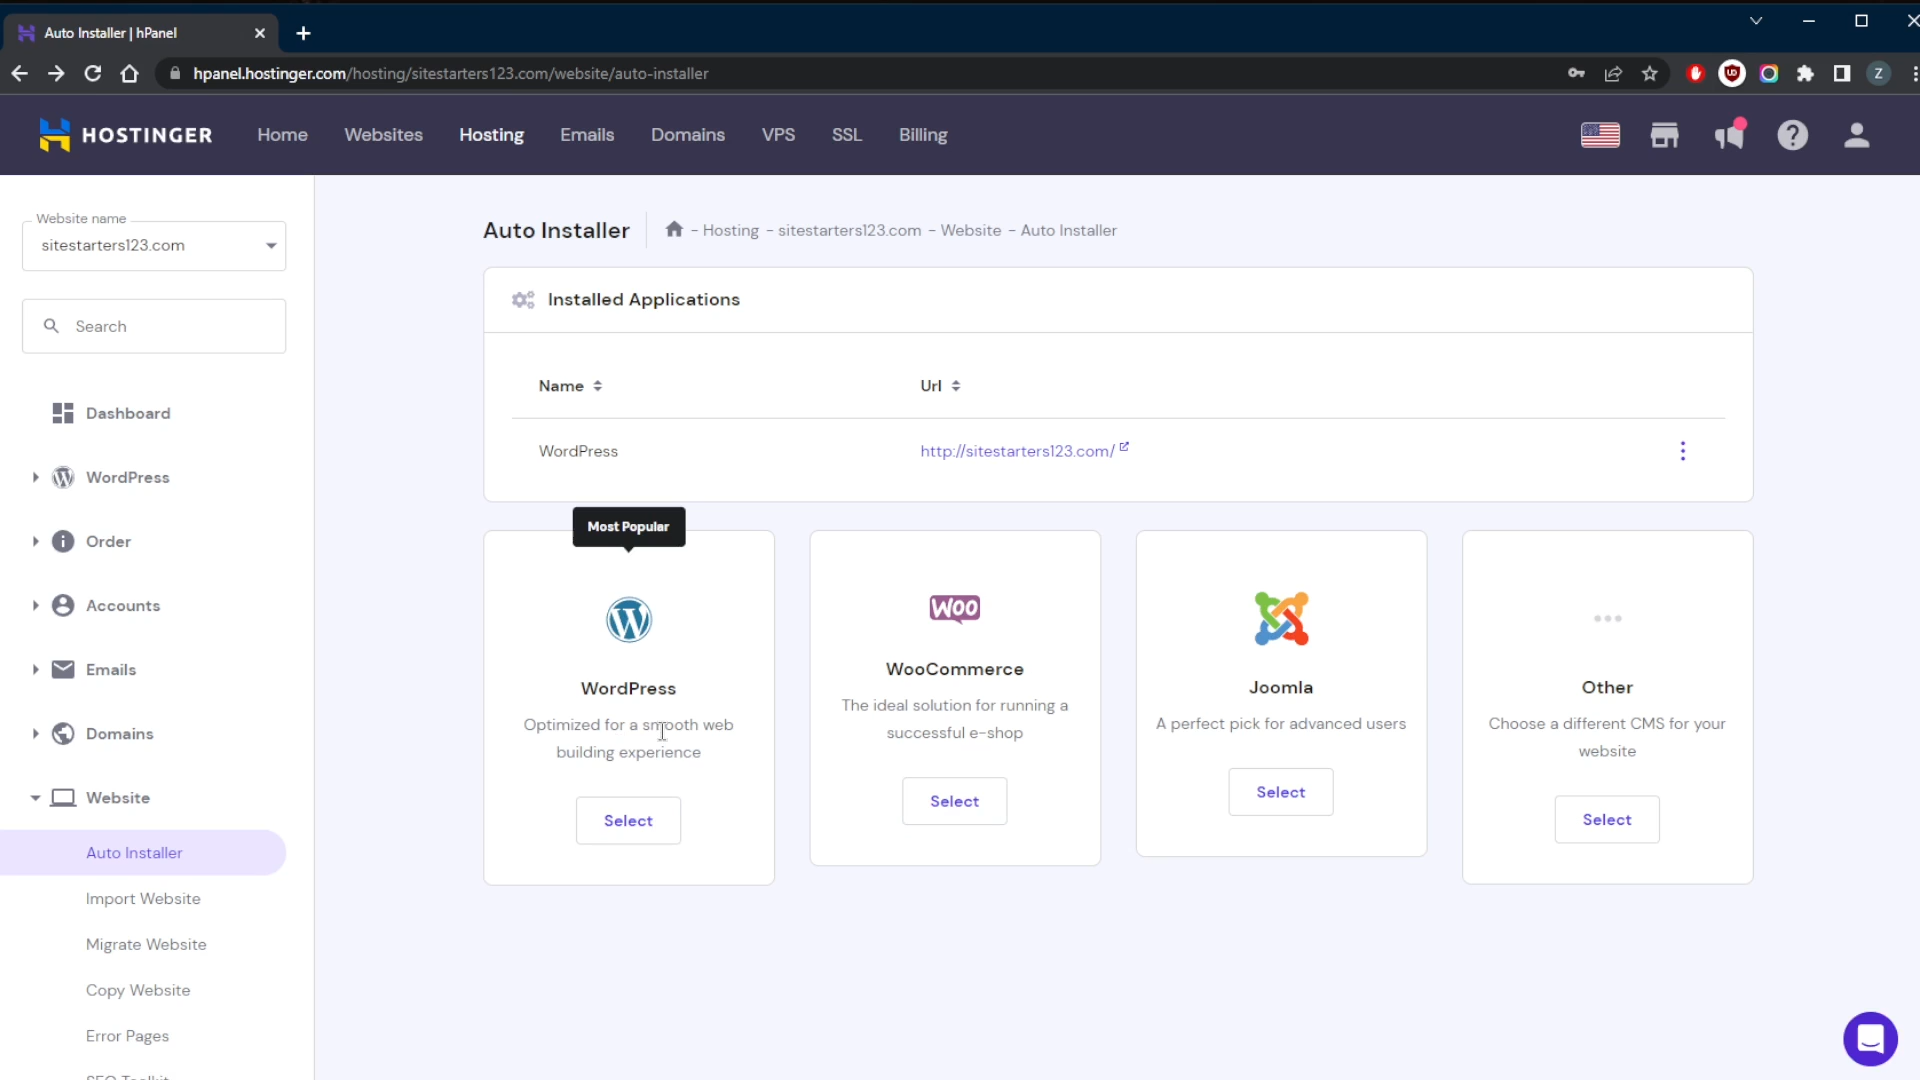 Auto Installer | hPanel
hpanel.hostinger.com/hosting/sitestarters123.com/website/auto-installer
Z
HOSTINGER
Home
Websites
Hosting
Emails
Domains
VPS
SSL
Billing
Website name
sitestarters123.com
Search
Dashboard
WordPress
Order
Accounts
Emails
Domains
Website
Auto Installer
Import Website
Migrate Website
Copy Website
Error Pages
SEO Toolkit
Auto Installer
- Hosting - sitestarters123.com - Website - Auto Installer
Installed Applications
Name
Url
WordPress
http://sitestarters123.com/
Most Popular
WordPress
Optimized for a smooth web
building experience
Select
WOO
WooCommerce
The ideal solution for running a
successful e-shop
Select
Joomla
A perfect pick for advanced users
Select
Other
Choose a different CMS for your
website
Select